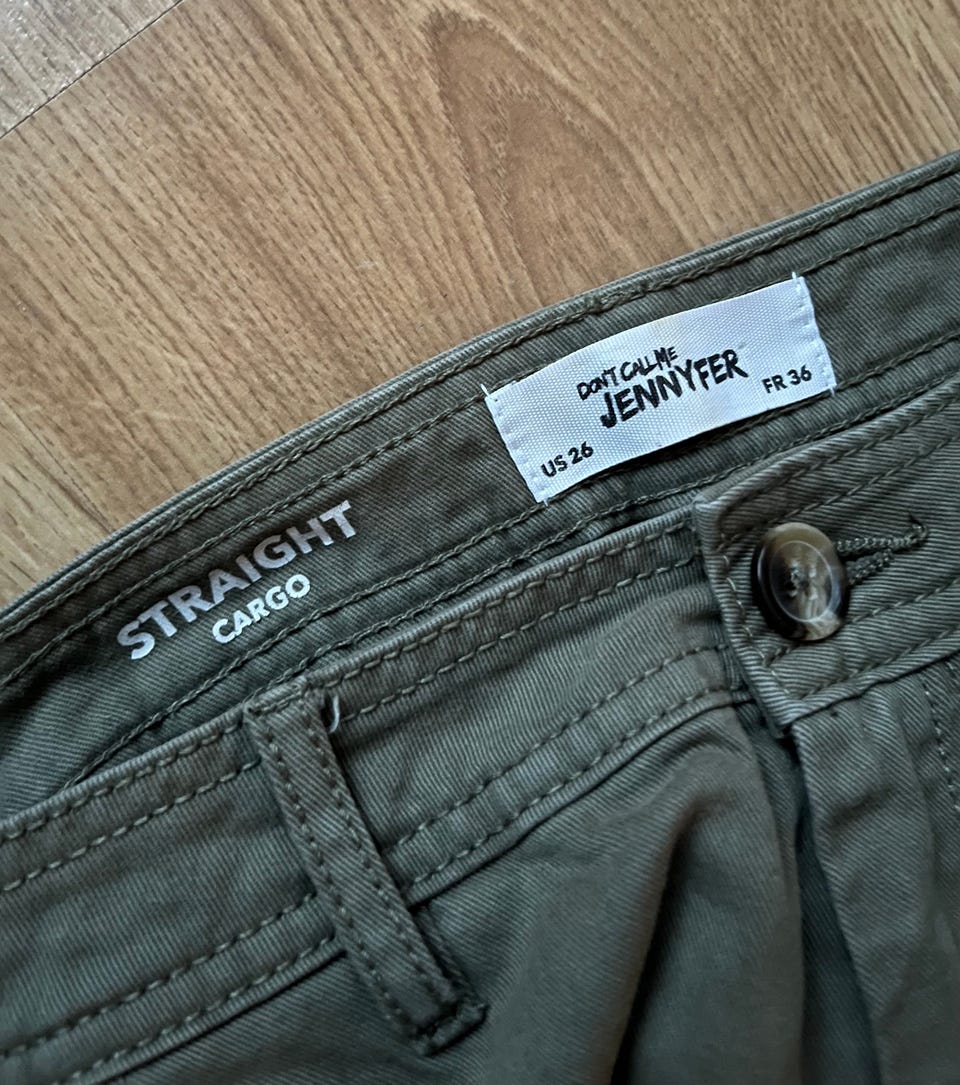 DON'T CALL ME
JENNYFER
US 26
FR 36
STRAIGHT
CARGO